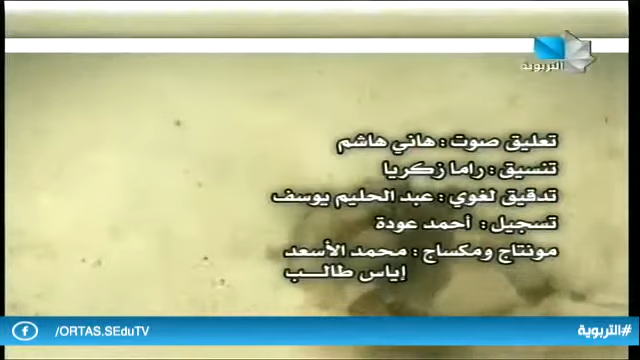 التربوية
تعليق صوت : هاني هاشم
تنسيق : راما زكريا
تدقيق لغوي : عبد الحليم يوسف
تسجيل : أحمد عودة
مونتاج ومكساج : محمد الأسعد
إياس طالـــب
/ORTAS.SEduTV
#التربوية